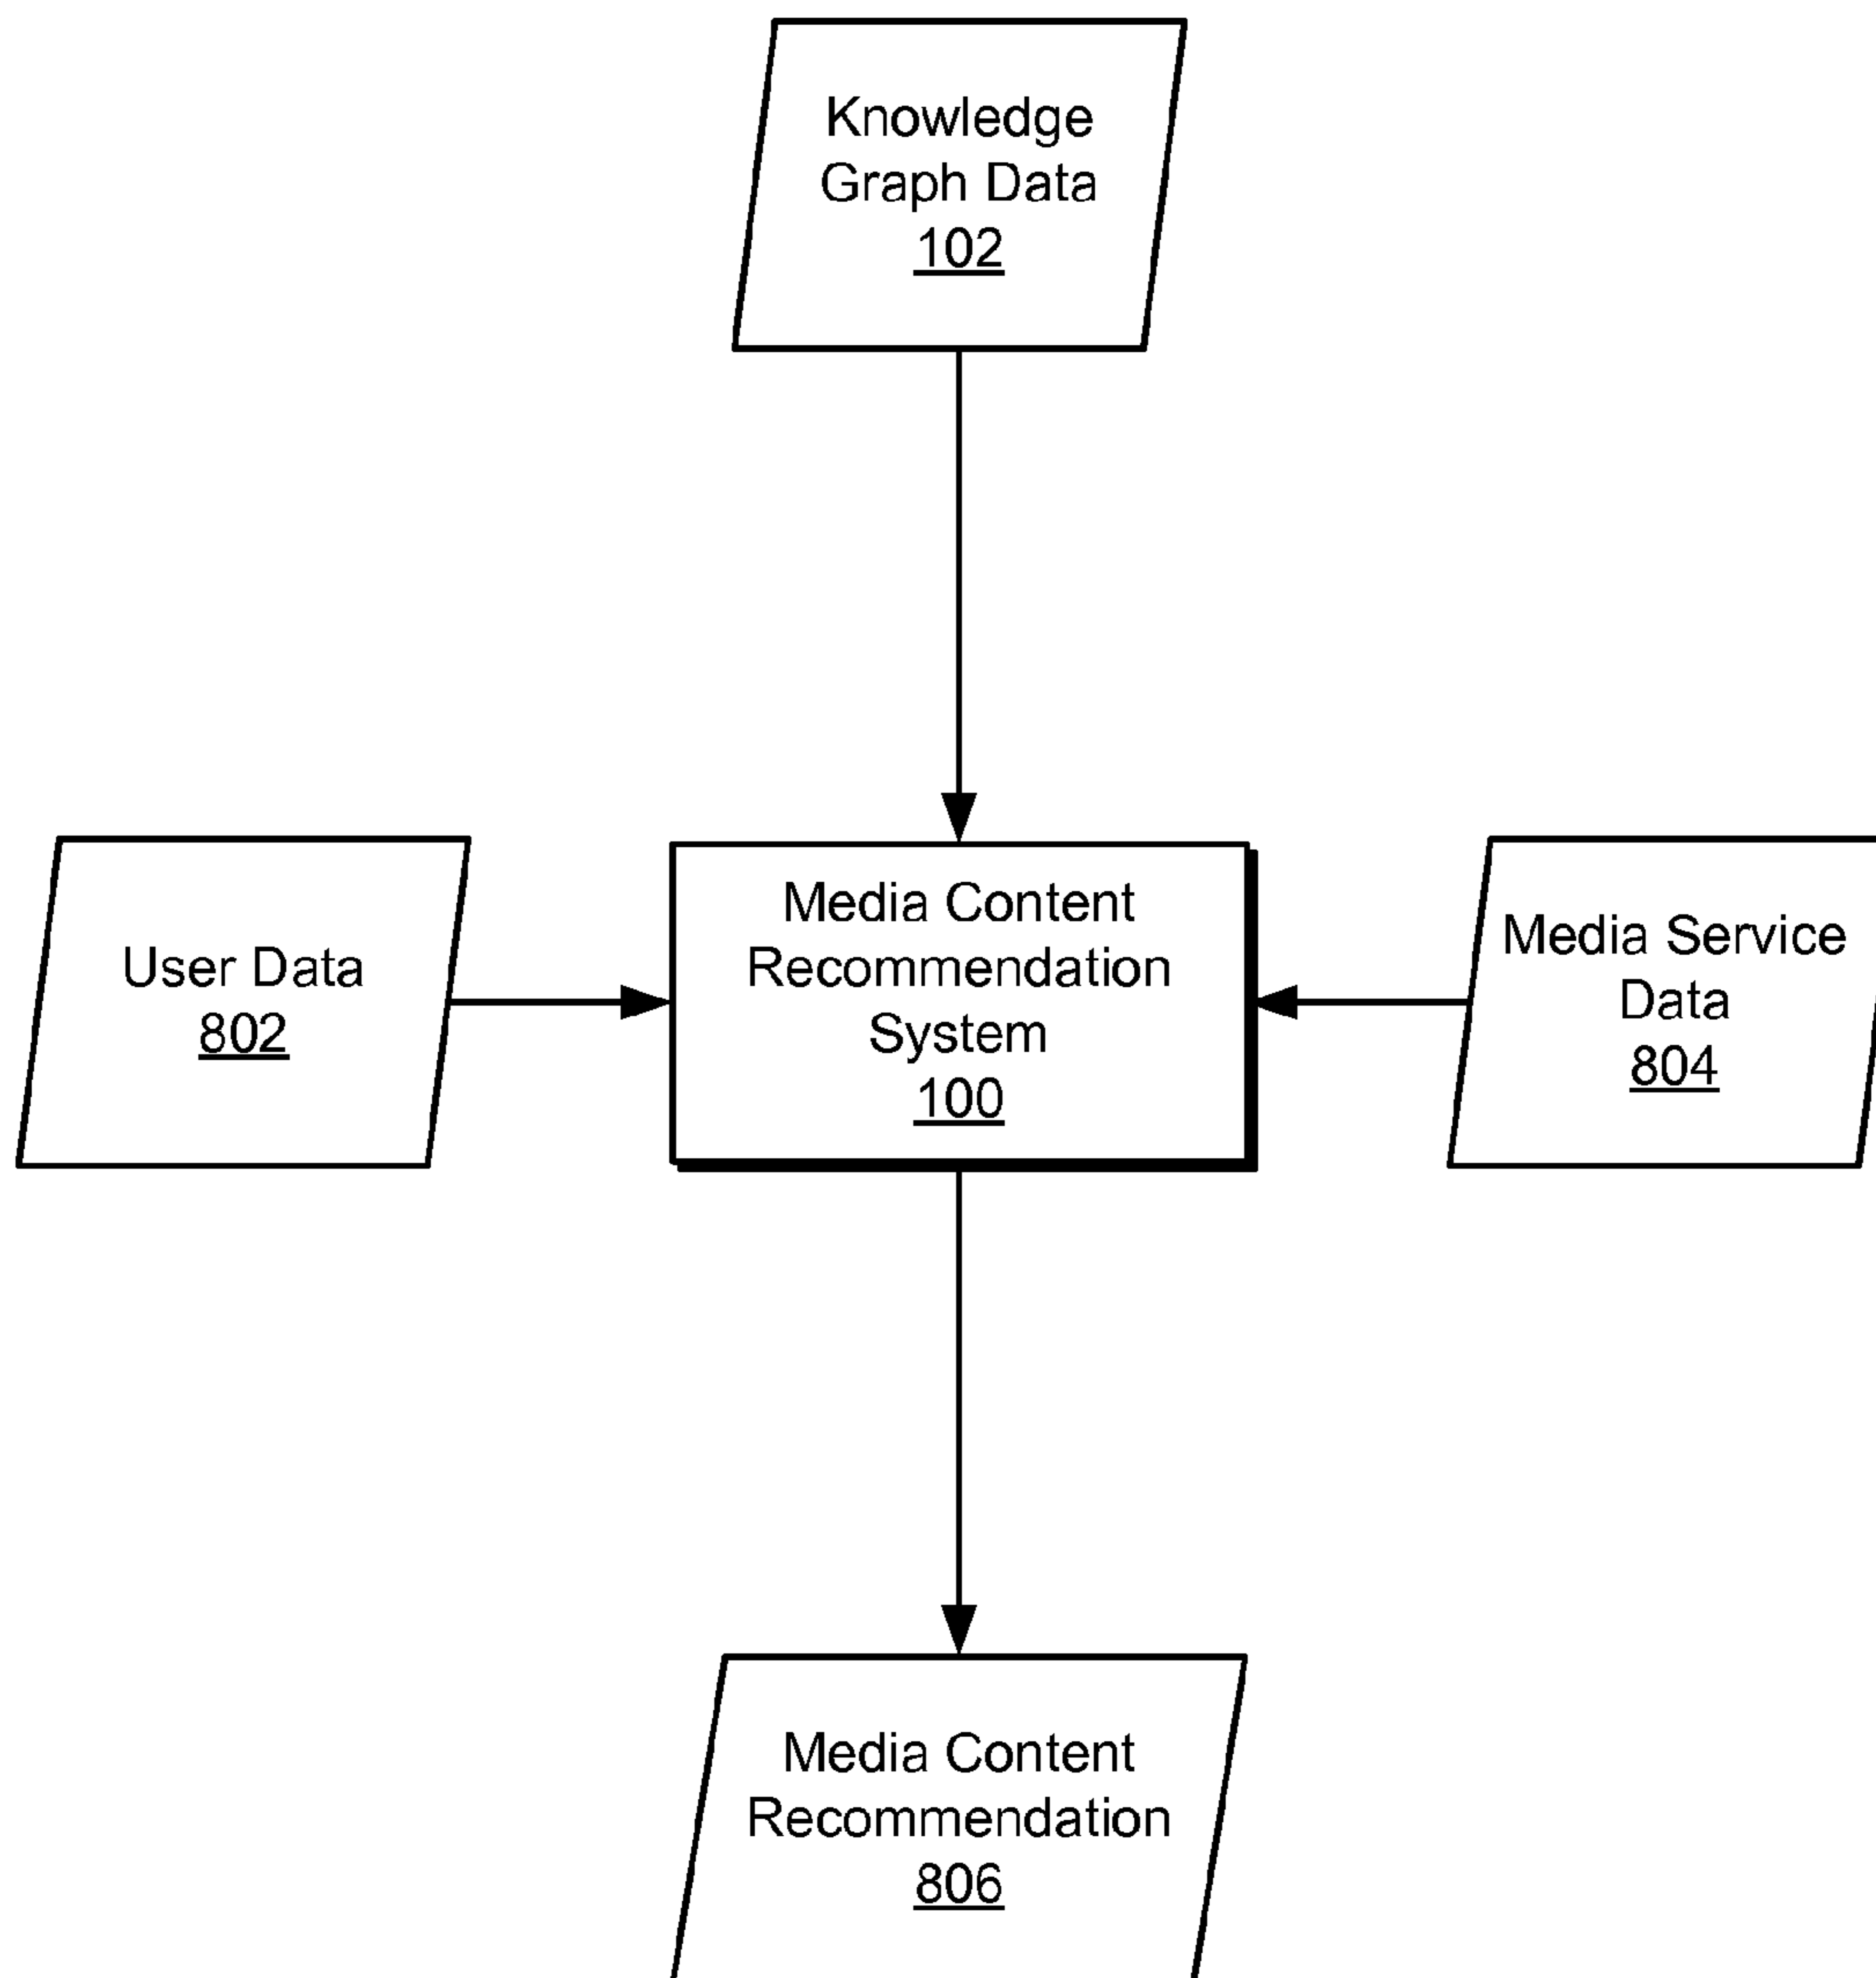 Knowledge
Graph Data
102
User Data
802
Media Content
Recommendation
System
100
Media Service
Data
804
Media Content
Recommendation
806